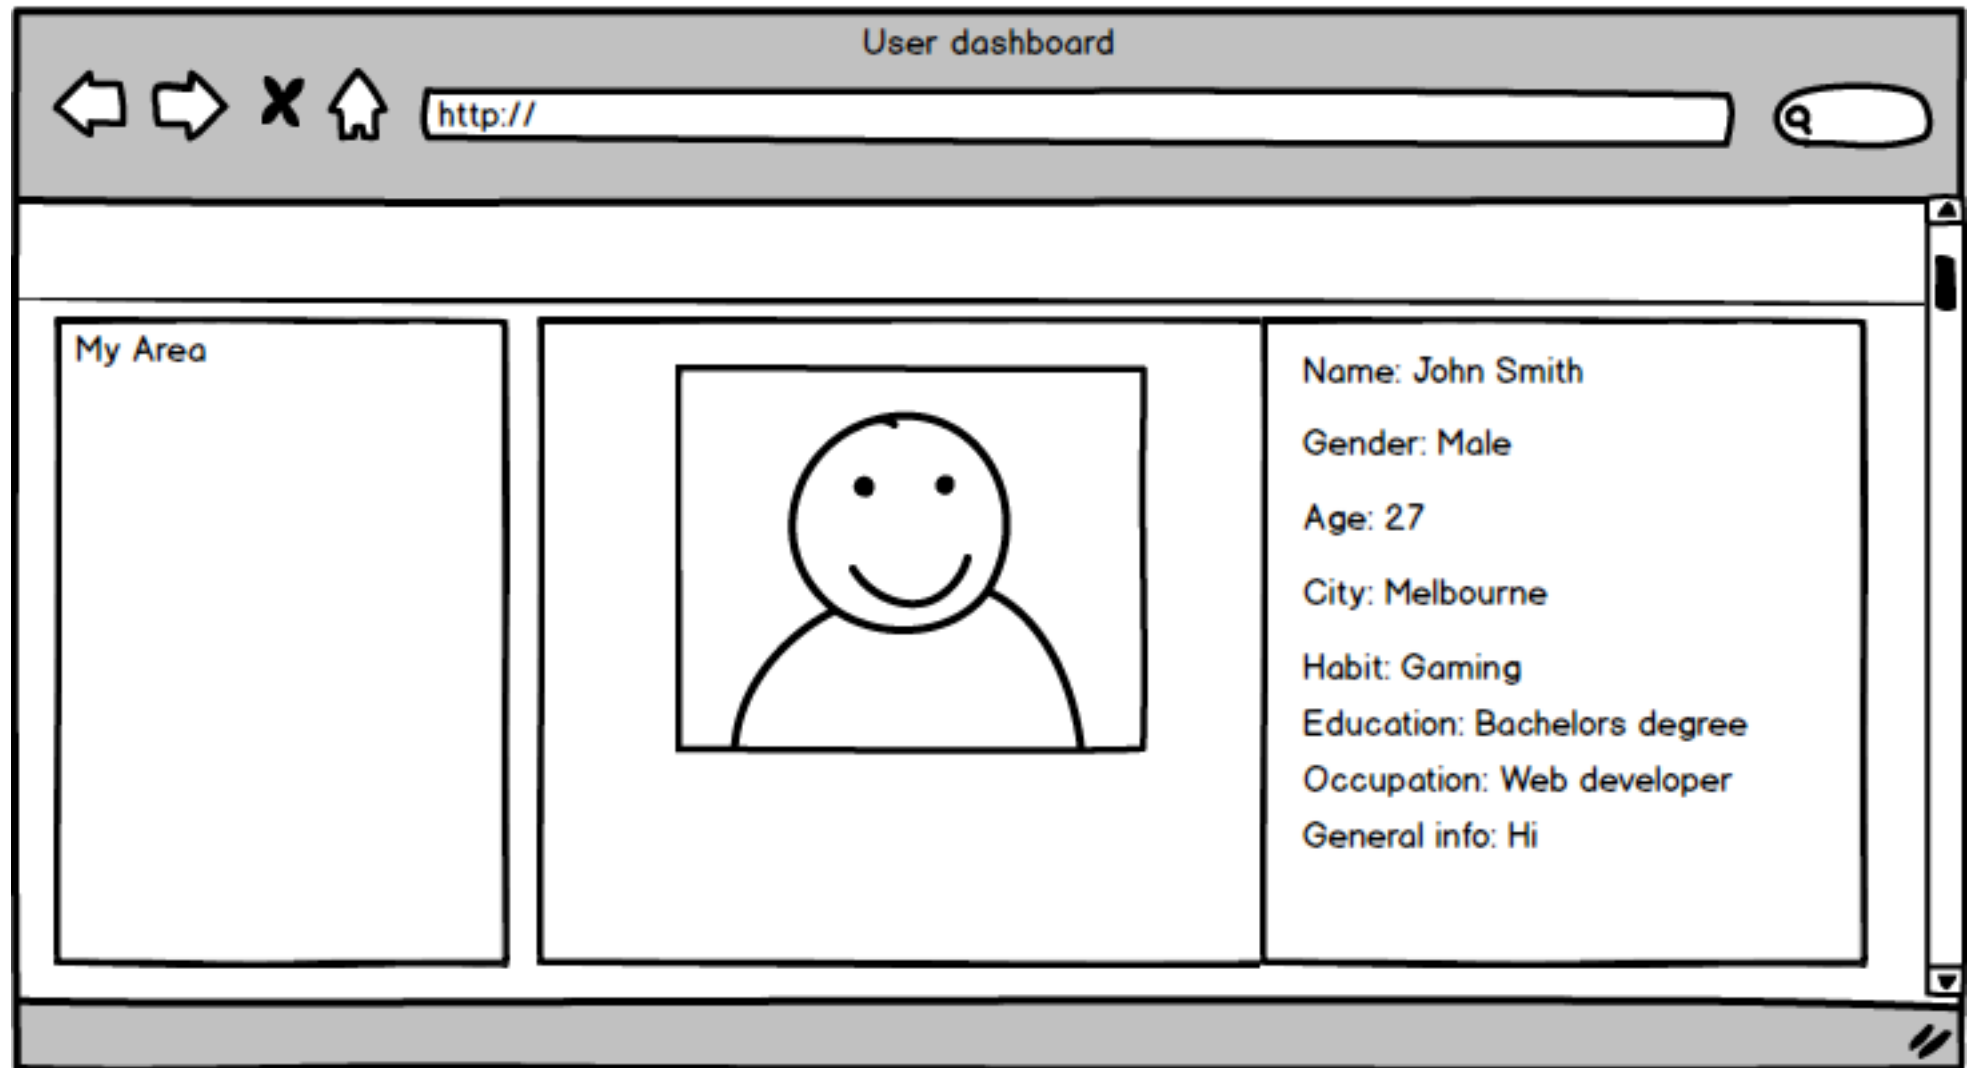 User dashboard
http://
My Area
Name: John Smith
Gender: Male
Age: 27
City: Melbourne
Habit: Gaming
Education: Bachelors degree
Occupation: Web developer
General info: Hi